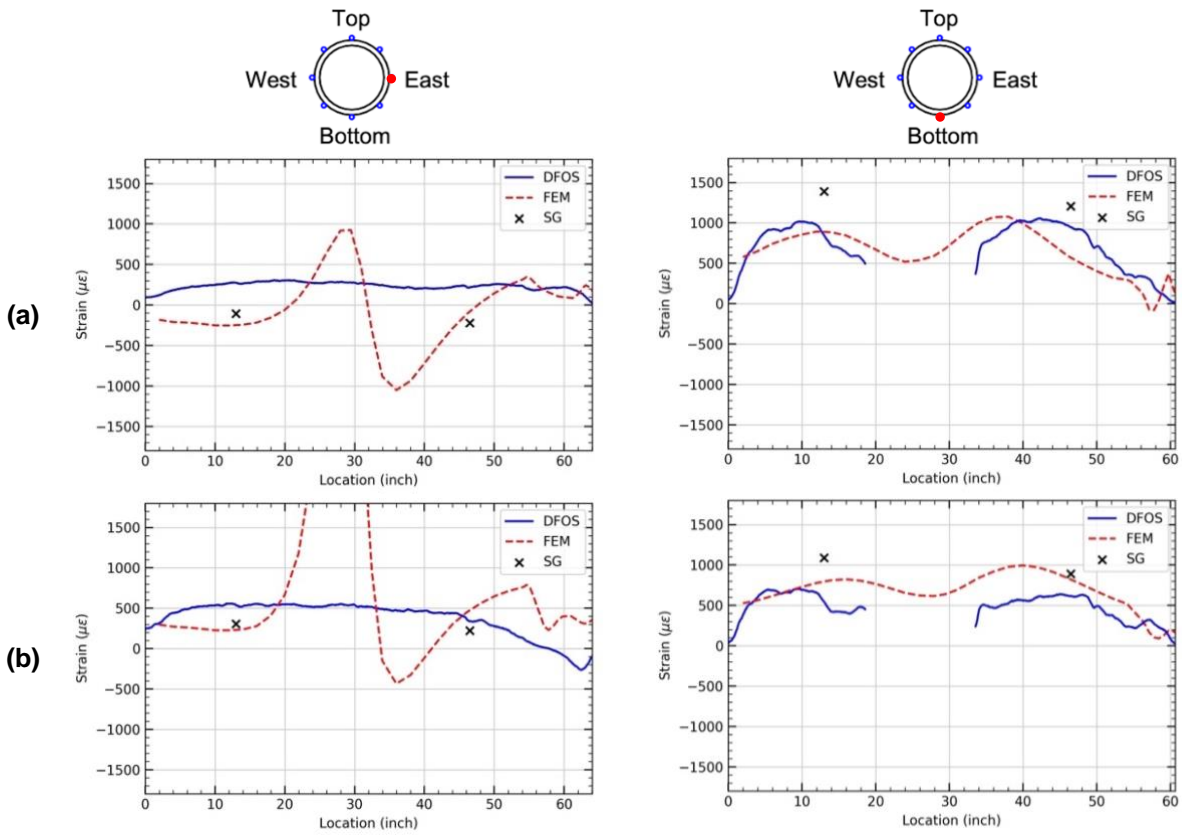 Top
West
East
Bottom
Top
West
East
Bottom
(a)
1500
1000
500
0
−500
−1000
−1500
Strain (με)
0 10 20 30 40 50 60
Location (inch)
DFOS
FEM
SG
1500
1000
500
0
−500
−1000
−1500
Strain (με)
0 10 20 30 40 50 60
Location (inch)
DFOS
FEM
SG
(b)
1500
1000
500
0
−500
−1000
−1500
Strain (με)
0 10 20 30 40 50 60
Location (inch)
DFOS
FEM
SG
1500
1000
500
0
−500
−1000
−1500
Strain (με)
0 10 20 30 40 50 60
Location (inch)
DFOS
FEM
SG